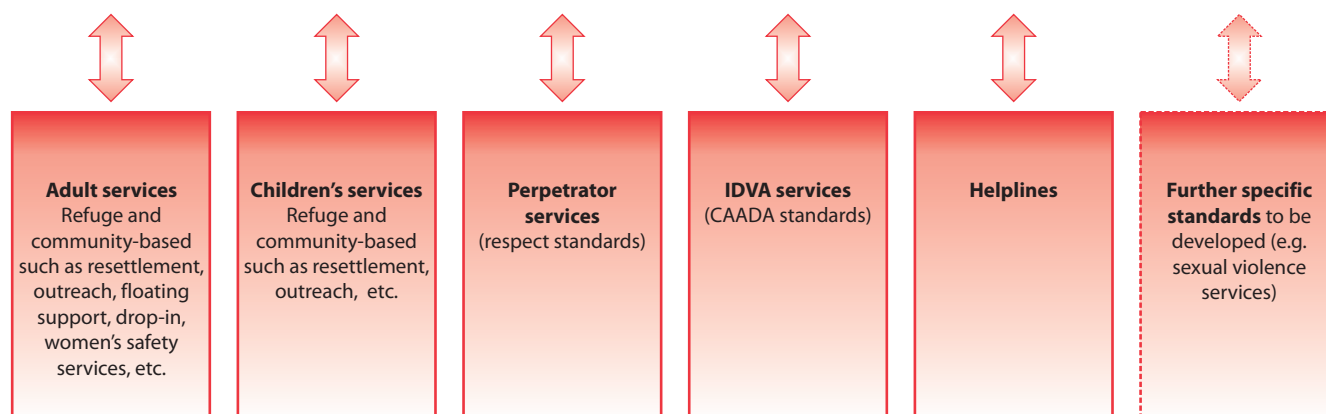 Adult services
Refuge and
community-based
such as resettlement,
outreach, floating
support, drop-in,
women’s safety
services, etc.
Children’s services
Refuge and
community-based
such as resettlement,
outreach,  etc.
Perpetrator
services
(respect standards)
IDVA services
(CAADA standards)
Helplines
Further specific
standards to be
developed (e.g.
sexual violence
services)